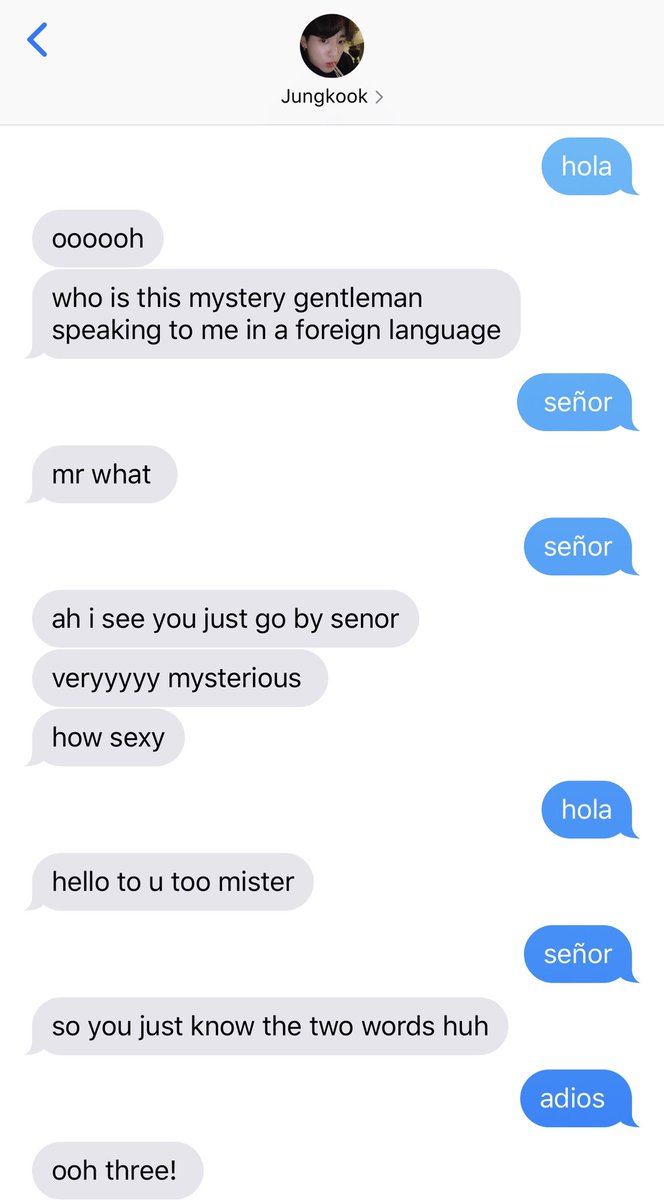 Jungkook
hola
oooooh
who is this mystery gentleman
speaking to me in a foreign language
señor
mr what
señor
ah i see you just go by senor
veryyyyy mysterious
how sexy
hola
hello to u too mister
señor
so you just know the two words huh
adios
ooh three!